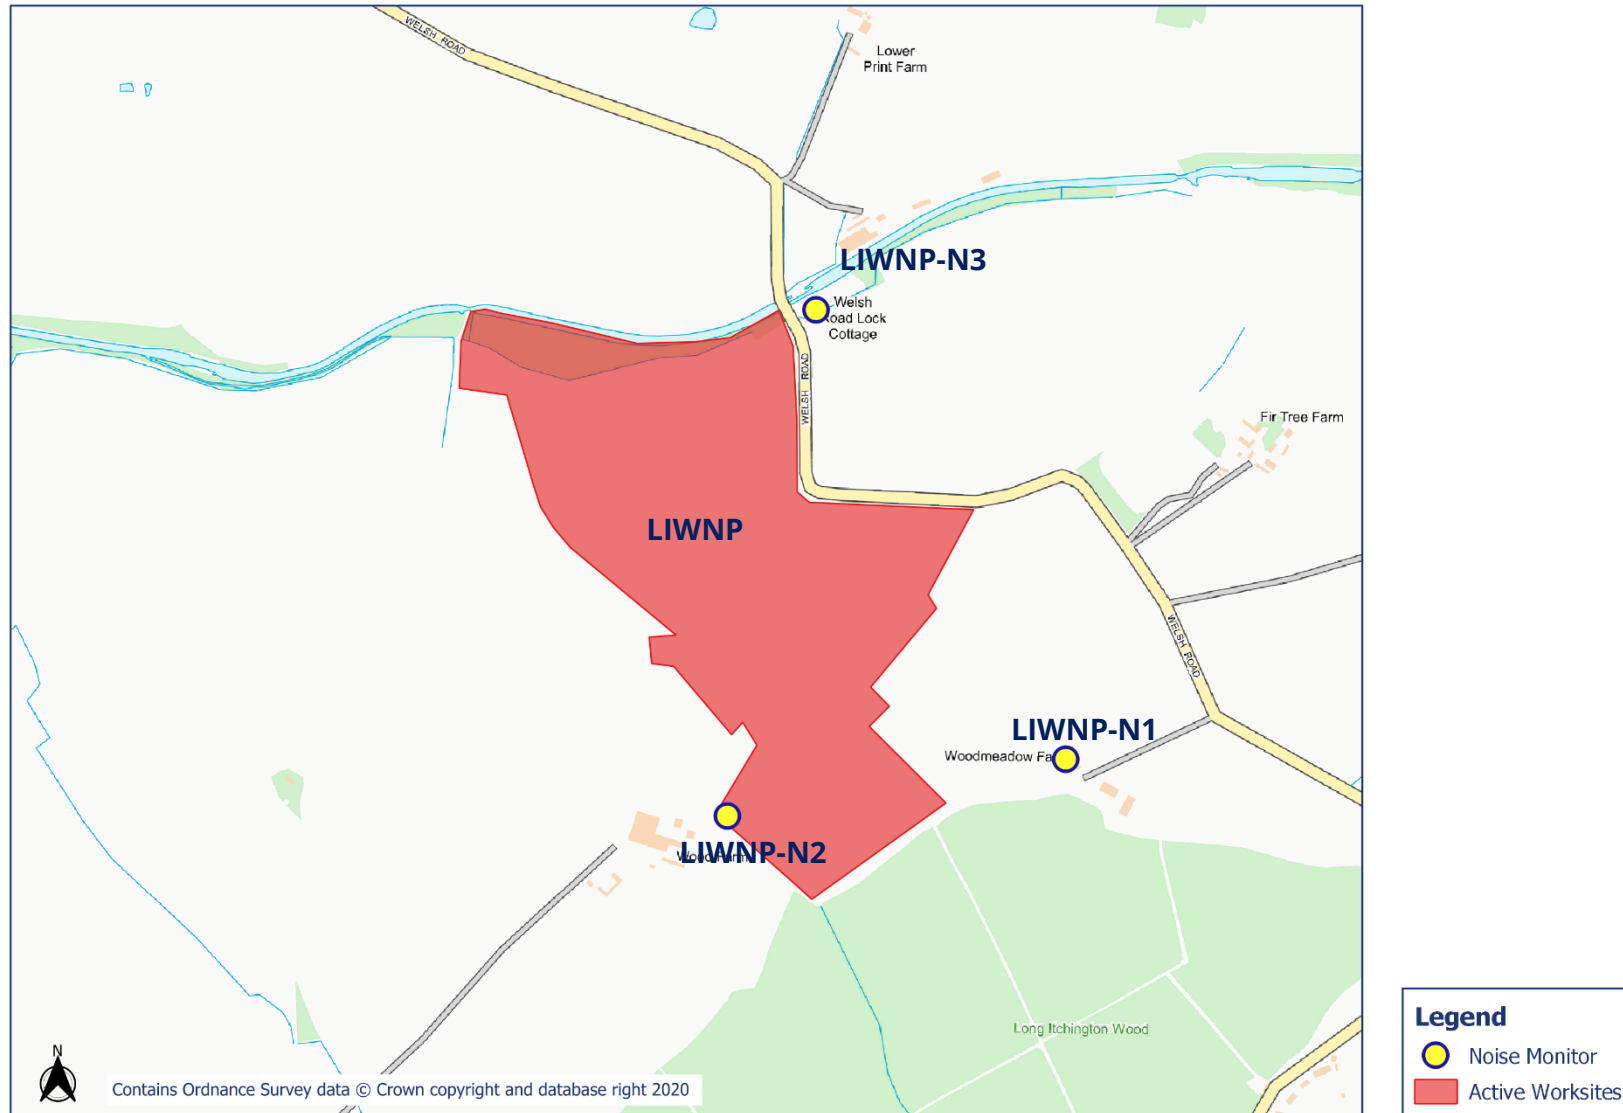 WELSH ROAD
Lower
Print Farm
LIWNP-N3
Welsh
Road Lock
Cottage
WELSH ROAD
Fir Tree Farm
LIWNP
WELSH ROAD
LIWNP-N1
Woodmeadow Fa
LIWNP-N2
Wood Farm
Long Itchington Wood
N
Contains Ordnance Survey data © Crown copyright and database right 2020
Legend
Noise Monitor
Active Worksites